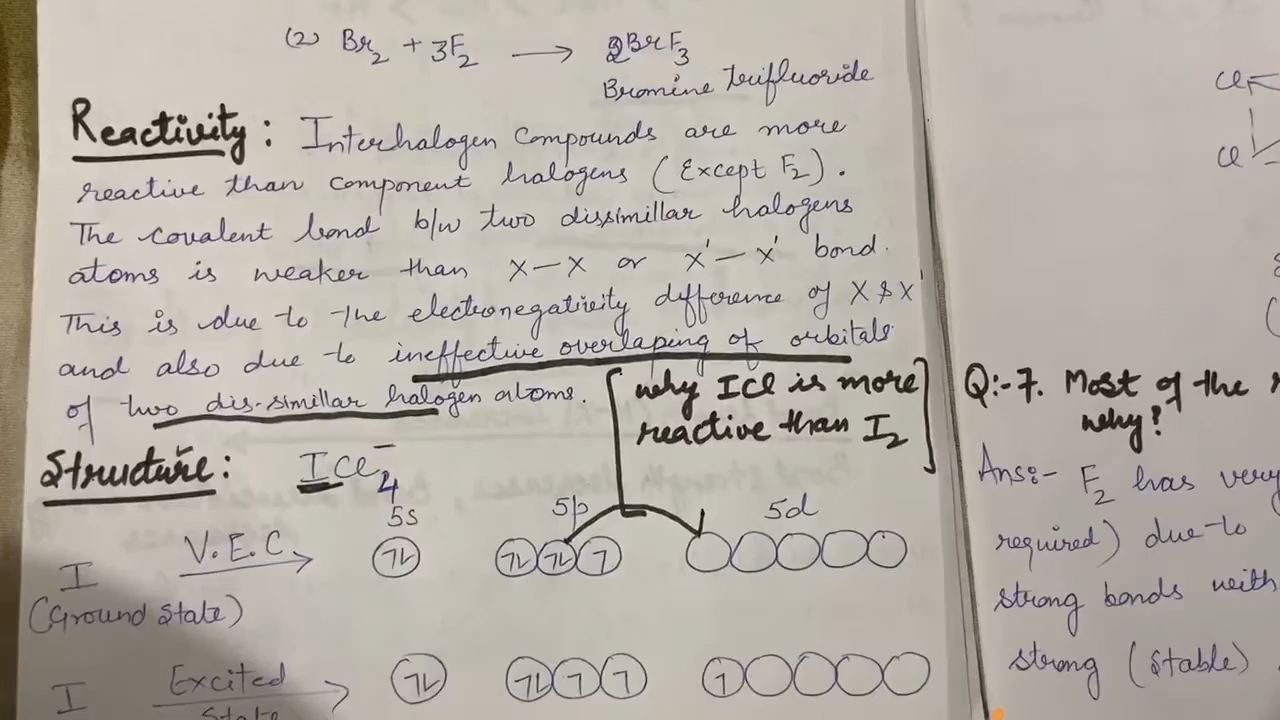 (2) Br₂ + 3F₂ → 2BrF₃
Bromine trifluoride
Reactivity : Interhalogen compounds are more
reactive than component halogens (Except F₂).
The covalent bond b/w two dissimillar halogens
atoms is weaker than X—X or X'—X' bond.
This is due to the electronegativity difference of X & X'
and also due to ineffective overlaping of orbitals
of two dis-simillar halogen atoms.
[why ICl is more
reactive than I₂]
Structure : ICl₄⁻
5s 5p 5d
I V.E.C. → ⥮ ⥮ ⥮ ↿
(Ground State)
I Excited → ⥮ ⥮ ↿ ↿ ↿
State
Cl
Cl
Q:-7. Most of the
why?
Ans:- F₂ has very
required) due-to
strong bonds with
strong (stable)